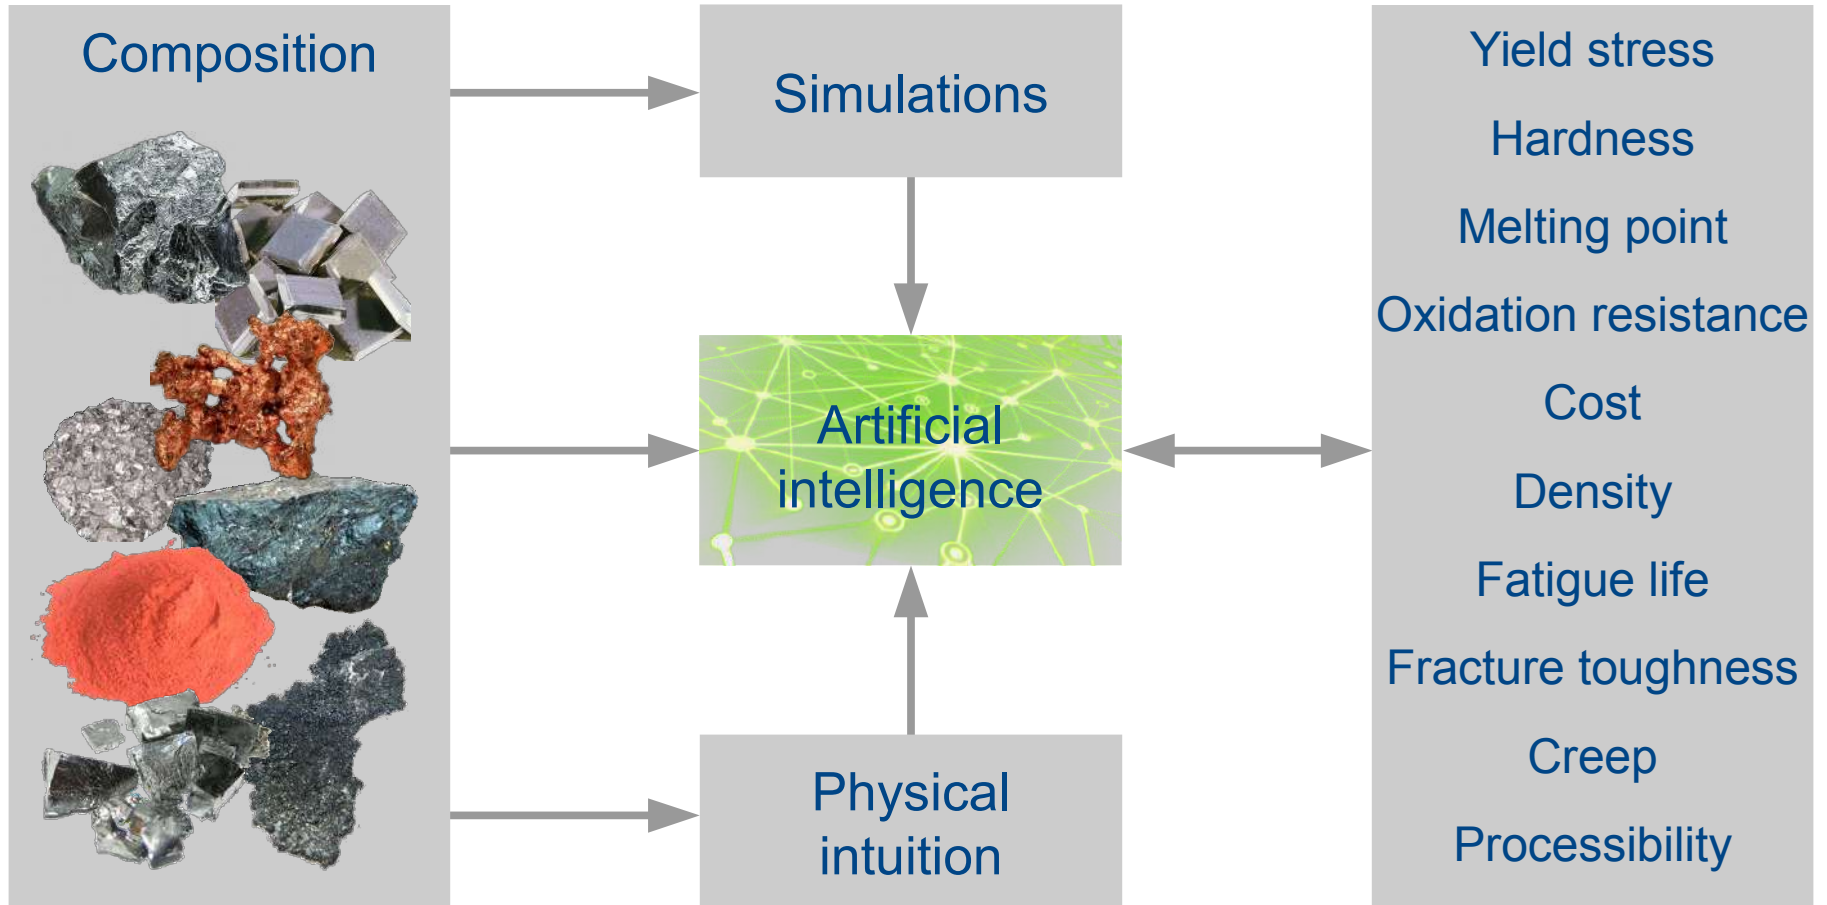 Composition
Simulations
Artificial
intelligence
Physical
intuition
Yield stress
Hardness
Melting point
Oxidation resistance
Cost
Density
Fatigue life
Fracture toughness
Creep
Processibility